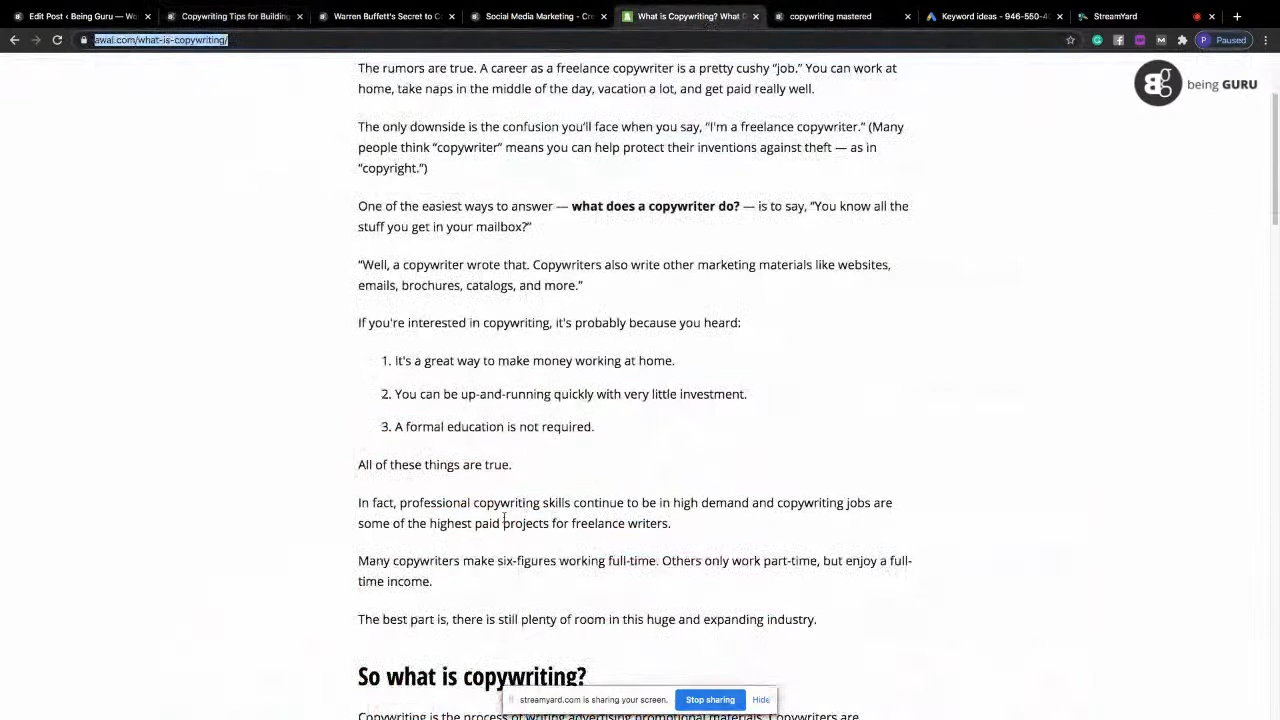 Edit Post ‹ Being Guru — Wo
Copywriting Tips for Building
Warren Buffett's Secret to C
Social Media Marketing - Cre
What is Copywriting? What D
copywriting mastered
Keyword ideas - 946-550-4
StreamYard
awai.com/what-is-copywriting/
Paused
being GURU
The rumors are true. A career as a freelance copywriter is a pretty cushy “job.” You can work at
home, take naps in the middle of the day, vacation a lot, and get paid really well.
The only downside is the confusion you’ll face when you say, “I'm a freelance copywriter.” (Many
people think “copywriter” means you can help protect their inventions against theft — as in
“copyright.”)
One of the easiest ways to answer — what does a copywriter do? — is to say, “You know all the
stuff you get in your mailbox?”
“Well, a copywriter wrote that. Copywriters also write other marketing materials like websites,
emails, brochures, catalogs, and more.”
If you're interested in copywriting, it's probably because you heard:
1. It's a great way to make money working at home.
2. You can be up-and-running quickly with very little investment.
3. A formal education is not required.
All of these things are true.
In fact, professional copywriting skills continue to be in high demand and copywriting jobs are
some of the highest paid projects for freelance writers.
Many copywriters make six-figures working full-time. Others only work part-time, but enjoy a full-
time income.
The best part is, there is still plenty of room in this huge and expanding industry.
So what is copywriting?
streamyard.com is sharing your screen.
Stop sharing
Hide
Copywriting is the process of writing advertising promotional materials. Copywriters are